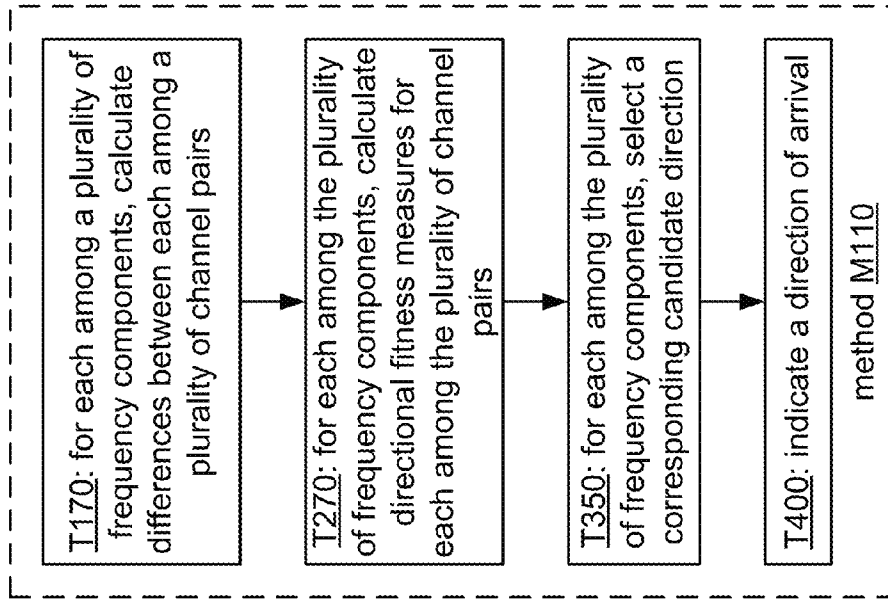 T170: for each among a plurality of
frequency components, calculate
differences between each among a
plurality of channel pairs
T270: for each among the plurality
of frequency components, calculate
directional fitness measures for
each among the plurality of channel
pairs
T350: for each among the plurality
of frequency components, select a
corresponding candidate direction
T400: indicate a direction of arrival
method M110